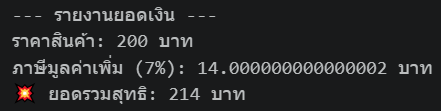 --- รายงานยอดเงิน ---
ราคาสินค้า: 200 บาท
ภาษีมูลค่าเพิ่ม (7%): 14.000000000000002 บาท
💥 ยอดรวมสุทธิ: 214 บาท